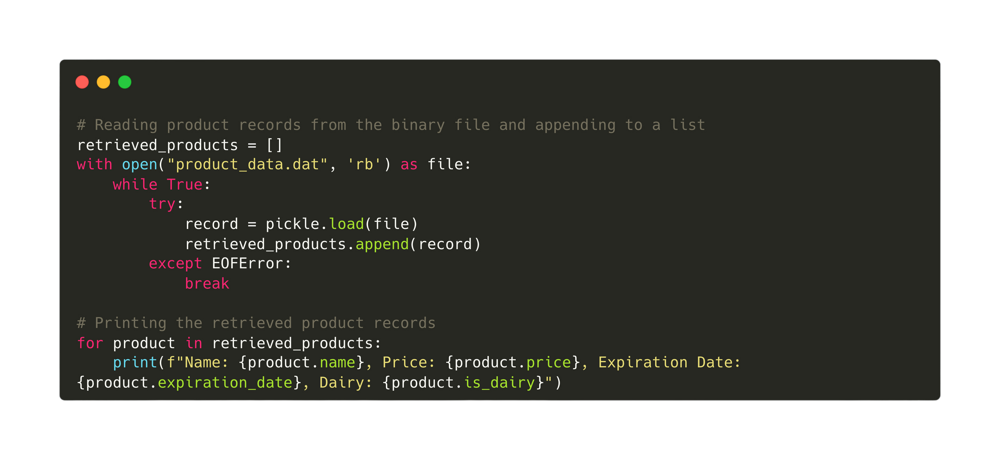 # Reading product records from the binary file and appending to a list
retrieved_products = []
with open("product_data.dat", 'rb') as file:
    while True:
        try:
            record = pickle.load(file)
            retrieved_products.append(record)
        except EOFError:
            break

# Printing the retrieved product records
for product in retrieved_products:
    print(f"Name: {product.name}, Price: {product.price}, Expiration Date:
{product.expiration_date}, Dairy: {product.is_dairy}")